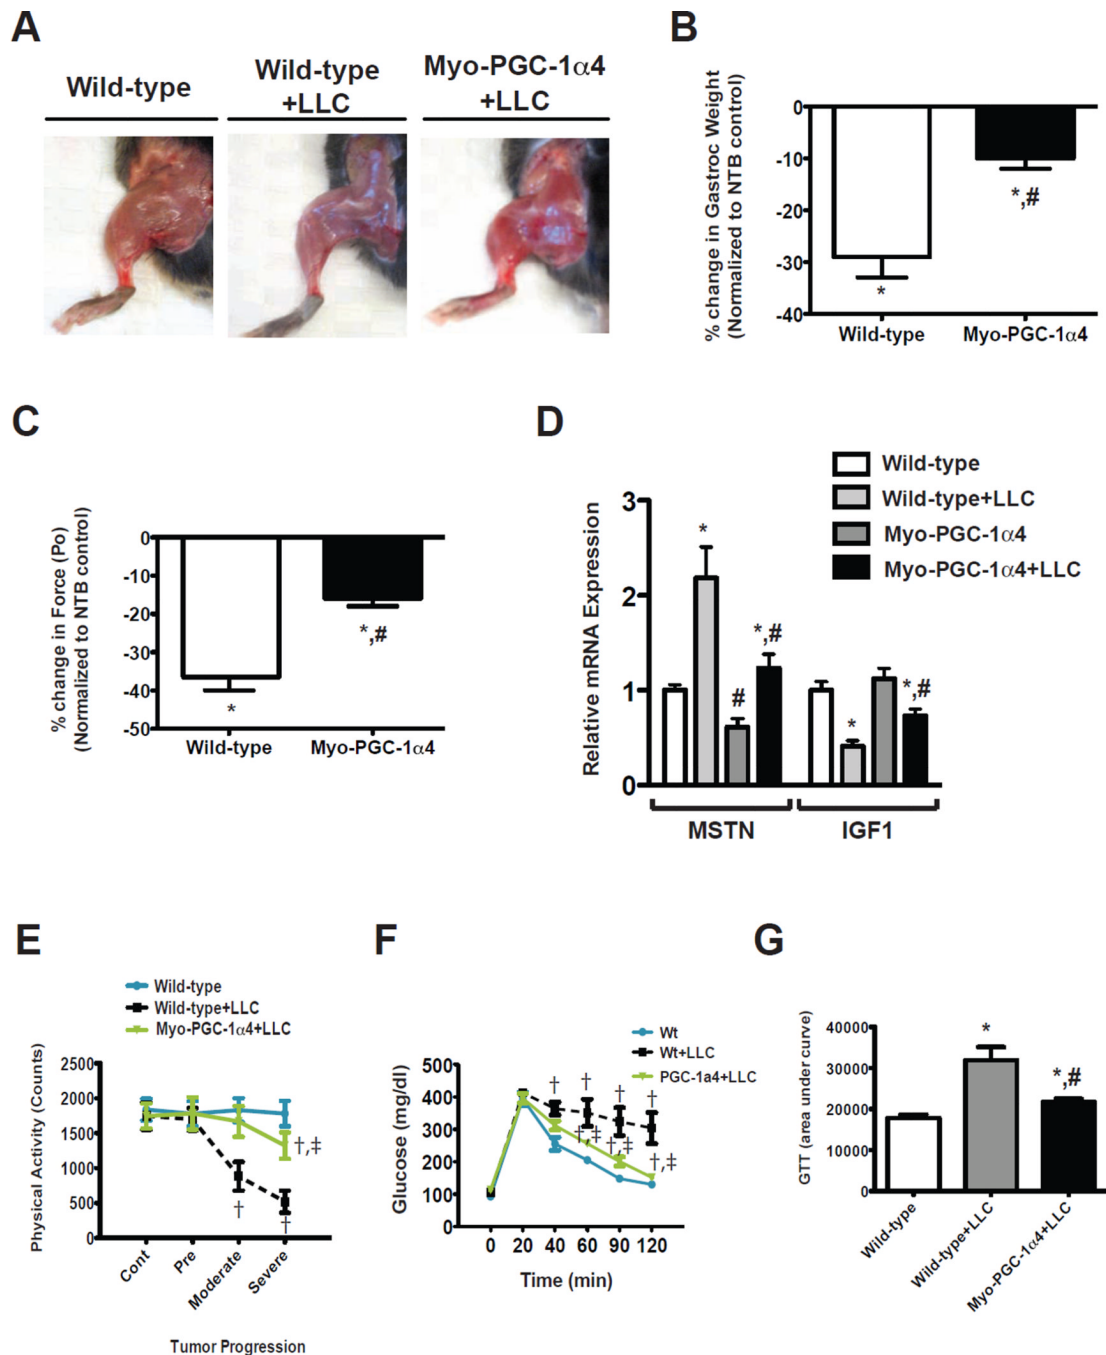 A
Wild-type
Wild-type
+LLC
Myo-PGC-1α4
+LLC
B
% change in Gastroc Weight
(Normalized to NTB control)
0
-10
-20
-30
-40
*
*,#
Wild-type
Myo-PGC-1α4
C
% change in Force (Po)
(Normalized to NTB control)
0
-10
-20
-30
-40
-50
*
*,#
Wild-type
Myo-PGC-1α4
D
Wild-type
Wild-type+LLC
Myo-PGC-1α4
Myo-PGC-1α4+LLC
Relative mRNA Expression
3
2
1
0
*
#
*,#
*
*,#
MSTN
IGF1
E
Wild-type
Wild-type+LLC
Myo-PGC-1α4+LLC
Physical Activity (Counts)
2500
2000
1500
1000
500
0
†,‡
†
†
Cont
Pre
Moderate
Severe
Tumor Progression
F
Wt
Wt+LLC
PGC-1a4+LLC
Glucose (mg/dl)
500
400
300
200
100
0
†
†
†
†
†,‡
†,‡
†,‡
0
20
40
60
90
120
Time (min)
G
GTT (area under curve)
40000
30000
20000
10000
0
*
*,#
Wild-type
Wild-type+LLC
Myo-PGC-1α4+LLC